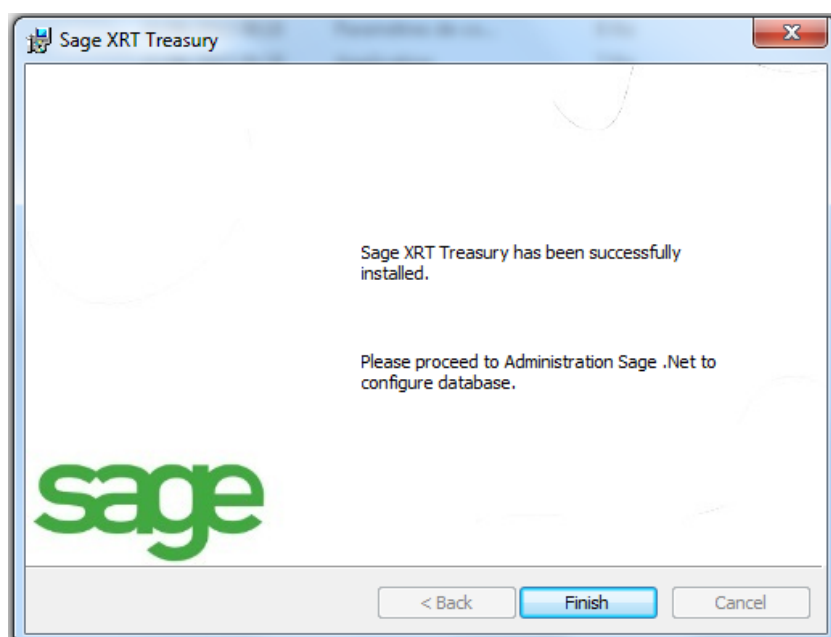 Sage XRT Treasury
Sage XRT Treasury has been successfully
installed.
Please proceed to Administration Sage .Net to
configure database.
sage
< Back
Finish
Cancel